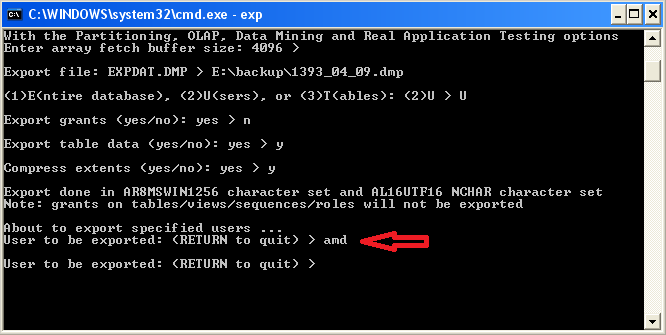 C:\WINDOWS\system32\cmd.exe - exp
With the Partitioning, OLAP, Data Mining and Real Application Testing options
Enter array fetch buffer size: 4096 >
Export file: EXPDAT.DMP > E:\backup\1393_04_09.dmp
(1)E(ntire database), (2)U(sers), or (3)T(ables): (2)U > U
Export grants (yes/no): yes > n
Export table data (yes/no): yes > y
Compress extents (yes/no): yes > y
Export done in AR8MSWIN1256 character set and AL16UTF16 NCHAR character set
Note: grants on tables/views/sequences/roles will not be exported
About to export specified users ...
User to be exported: (RETURN to quit) > amd
User to be exported: (RETURN to quit) >